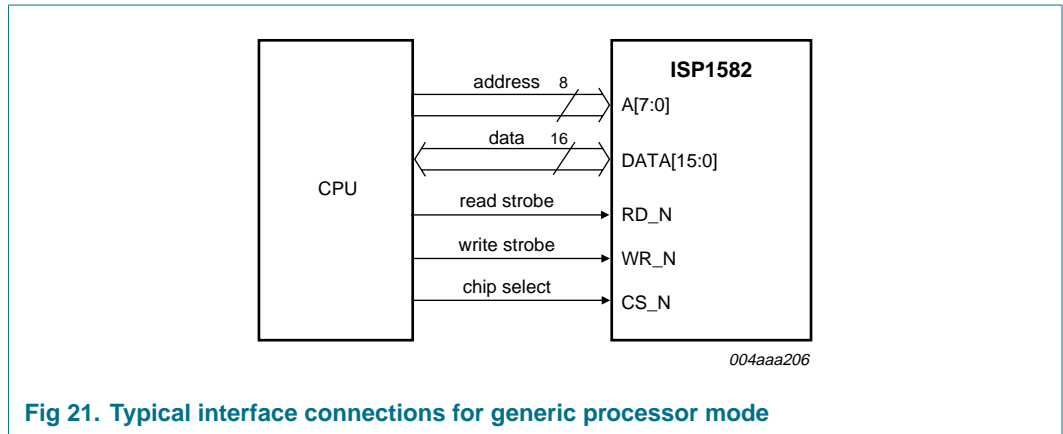 ISP1582
address 8
A[7:0]
data 16
DATA[15:0]
CPU
read strobe
RD_N
write strobe
WR_N
chip select
CS_N
004aaa206
Fig 21. Typical interface connections for generic processor mode